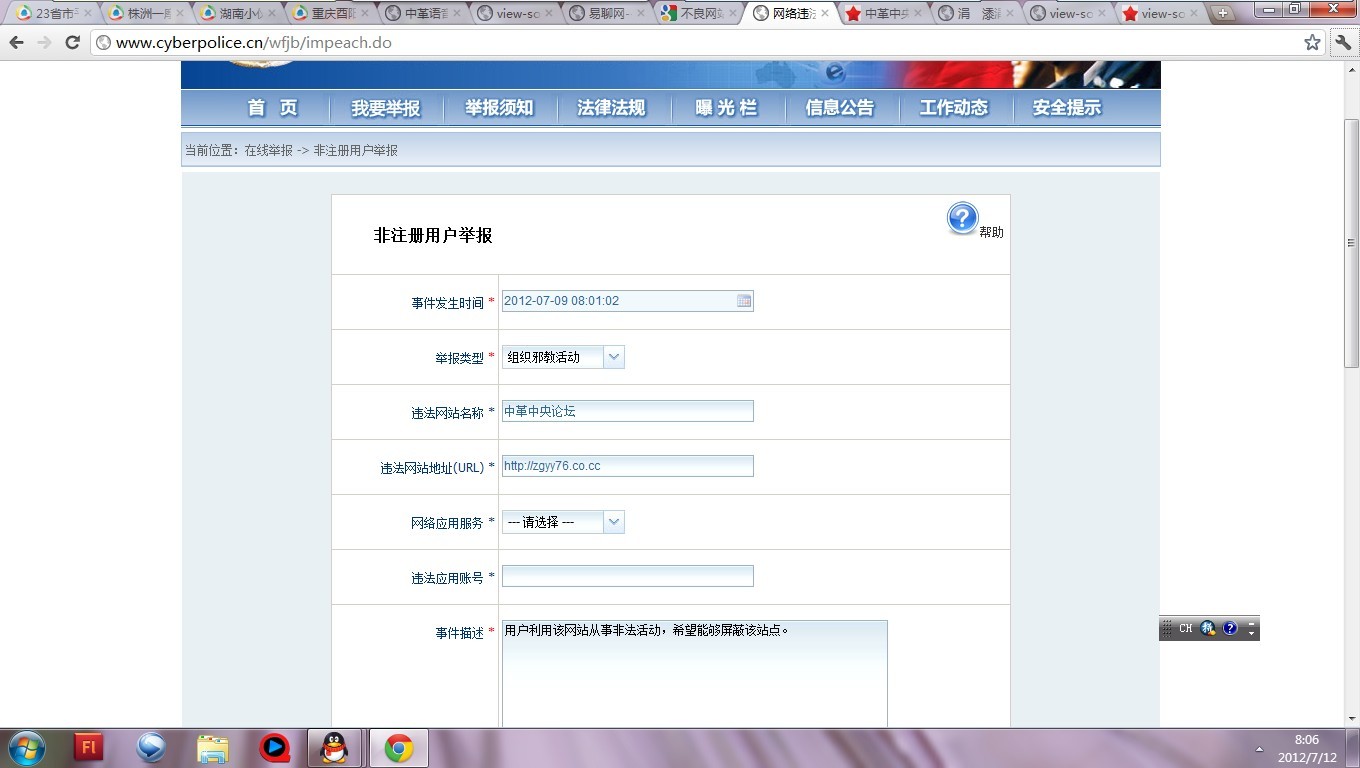 23省市
株洲一
湖南小
重庆酉阳
中革语音
view-so
易聊网-
不良网站
网络违法
中革中央
涓 漆
view-so
view-so
www.cyberpolice.cn/wfjb/impeach.do
首 页 我要举报 举报须知 法律法规 曝 光 栏 信息公告 工作动态 安全提示
当前位置：在线举报 -> 非注册用户举报
非注册用户举报
帮助
事件发生时间 * 2012-07-09 08:01:02
举报类型 * 组织邪教活动
违法网站名称 * 中革中央论坛
违法网站地址(URL) * http://zgyy76.co.cc
网络应用服务 * --- 请选择 ---
违法应用账号 *
事件描述 * 用户利用该网站从事非法活动，希望能够屏蔽该站点。
CH
Fl
8:06
2012/7/12